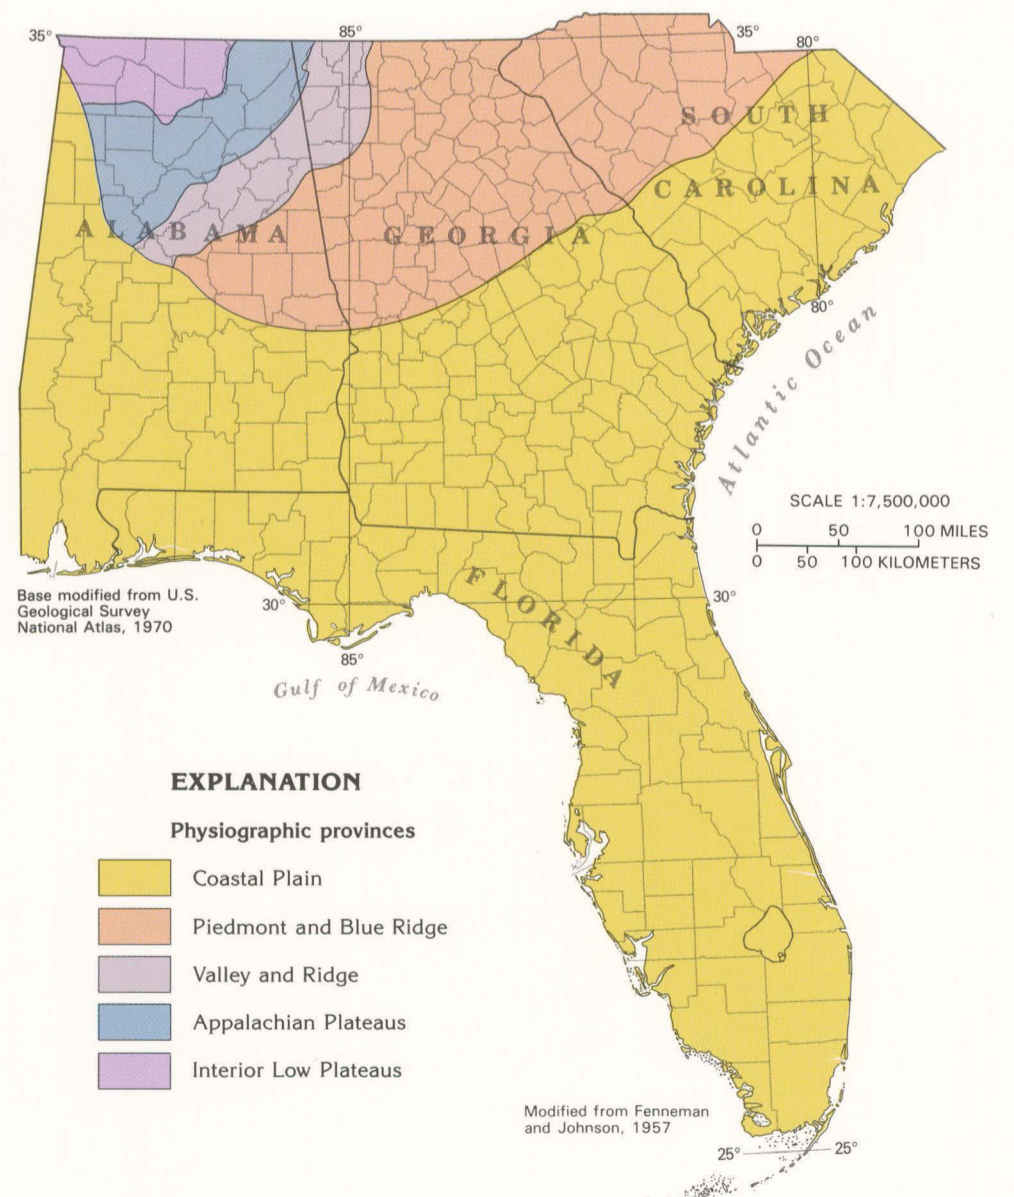 35°
85°
35°
80°
SOUTH
CAROLINA
ALABAMA
GEORGIA
80°
Atlantic Ocean
SCALE 1:7,500,000
0 50 100 MILES
0 50 100 KILOMETERS
Base modified from U.S.
Geological Survey
National Atlas, 1970
30°
FLORIDA
30°
85°
Gulf of Mexico
EXPLANATION
Physiographic provinces
Coastal Plain
Piedmont and Blue Ridge
Valley and Ridge
Appalachian Plateaus
Interior Low Plateaus
Modified from Fenneman
and Johnson, 1957
25°
25°